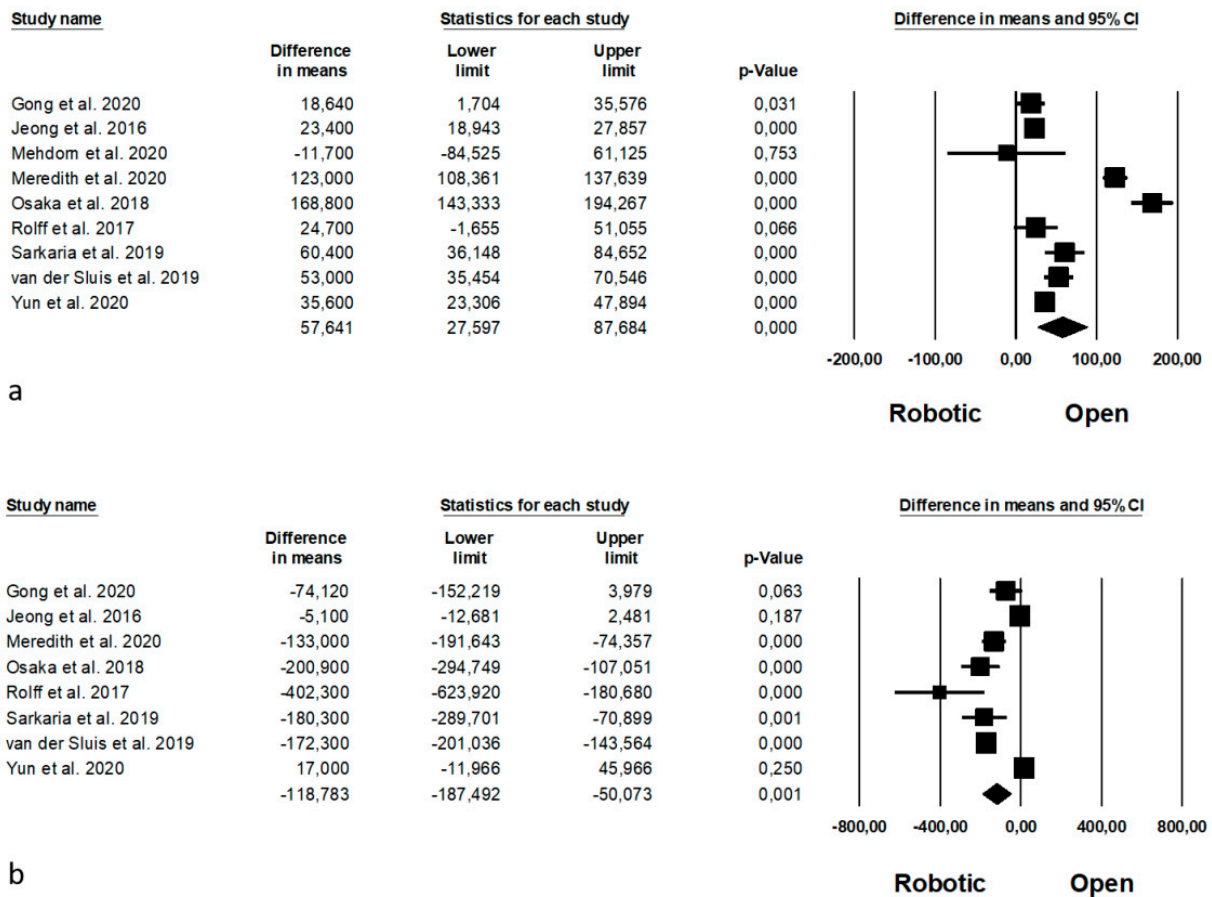 Study name Statistics for each study Difference in means and 95% CI
Difference Lower Upper
in means limit limit p-Value
Gong et al. 2020 18,640 1,704 35,576 0,031
Jeong et al. 2016 23,400 18,943 27,857 0,000
Mehdorn et al. 2020 -11,700 -84,525 61,125 0,753
Meredith et al. 2020 123,000 108,361 137,639 0,000
Osaka et al. 2018 168,800 143,333 194,267 0,000
Rolff et al. 2017 24,700 -1,655 51,055 0,066
Sarkaria et al. 2019 60,400 36,148 84,652 0,000
van der Sluis et al. 2019 53,000 35,454 70,546 0,000
Yun et al. 2020 35,600 23,306 47,894 0,000
57,641 27,597 87,684 0,000
-200,00 -100,00 0,00 100,00 200,00
a
Robotic Open
Study name Statistics for each study Difference in means and 95% CI
Difference Lower Upper
in means limit limit p-Value
Gong et al. 2020 -74,120 -152,219 3,979 0,063
Jeong et al. 2016 -5,100 -12,681 2,481 0,187
Meredith et al. 2020 -133,000 -191,643 -74,357 0,000
Osaka et al. 2018 -200,900 -294,749 -107,051 0,000
Rolff et al. 2017 -402,300 -623,920 -180,680 0,000
Sarkaria et al. 2019 -180,300 -289,701 -70,899 0,001
van der Sluis et al. 2019 -172,300 -201,036 -143,564 0,000
Yun et al. 2020 17,000 -11,966 45,966 0,250
-118,783 -187,492 -50,073 0,001
-800,00 -400,00 0,00 400,00 800,00
b
Robotic Open